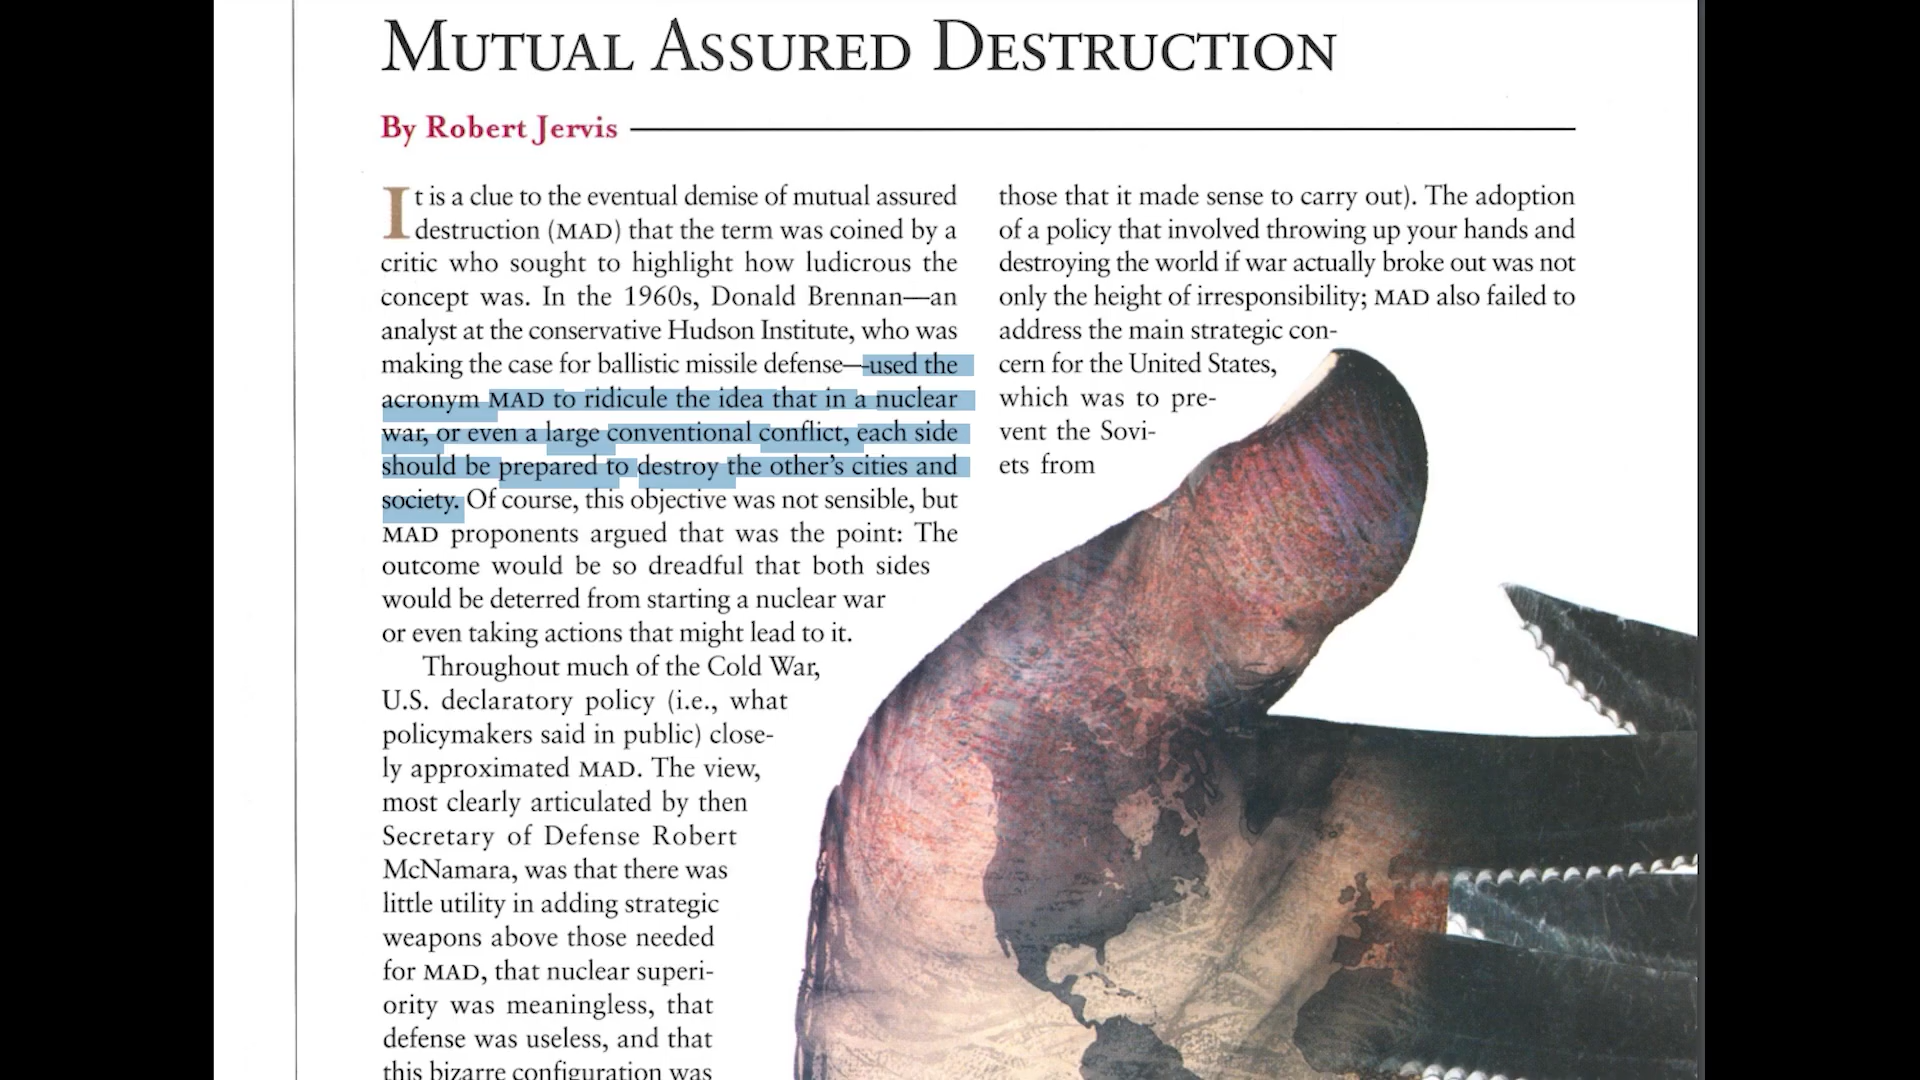 MUTUAL ASSURED DESTRUCTION
By Robert Jervis
It is a clue to the eventual demise of mutual assured
destruction (MAD) that the term was coined by a
critic who sought to highlight how ludicrous the
concept was. In the 1960s, Donald Brennan—an
analyst at the conservative Hudson Institute, who was
making the case for ballistic missile defense—used the
acronym MAD to ridicule the idea that in a nuclear
war, or even a large conventional conflict, each side
should be prepared to destroy the other's cities and
society. Of course, this objective was not sensible, but
MAD proponents argued that was the point: The
outcome would be so dreadful that both sides
would be deterred from starting a nuclear war
or even taking actions that might lead to it.
Throughout much of the Cold War,
U.S. declaratory policy (i.e., what
policymakers said in public) close-
ly approximated MAD. The view,
most clearly articulated by then
Secretary of Defense Robert
McNamara, was that there was
little utility in adding strategic
weapons above those needed
for MAD, that nuclear superi-
ority was meaningless, that
defense was useless, and that
this bizarre configuration was
those that it made sense to carry out). The adoption
of a policy that involved throwing up your hands and
destroying the world if war actually broke out was not
only the height of irresponsibility; MAD also failed to
address the main strategic con-
cern for the United States,
which was to pre-
vent the Sovi-
ets from